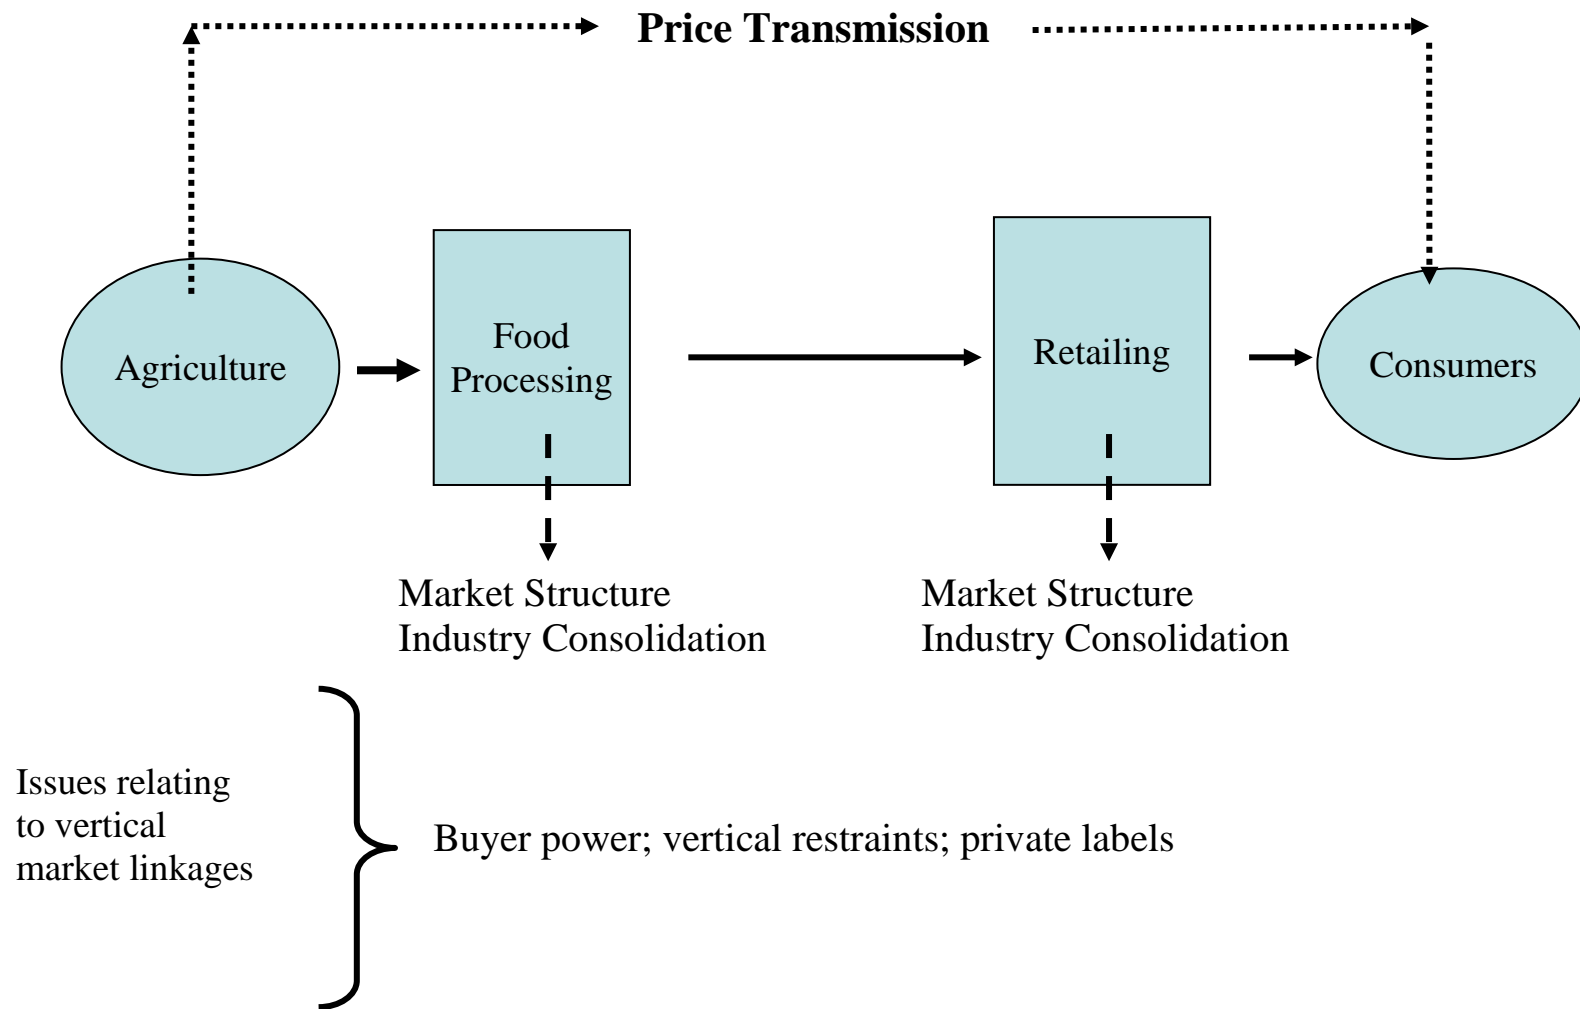 Price Transmission
Agriculture
Food
Processing
Retailing
Consumers
Market Structure
Industry Consolidation
Market Structure
Industry Consolidation
Issues relating
to vertical
market linkages
Buyer power; vertical restraints; private labels